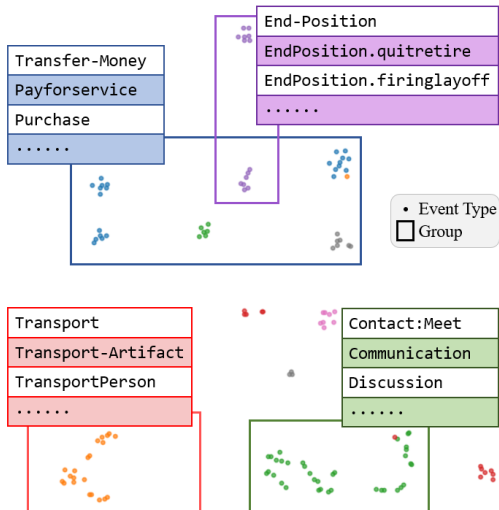 End-Position
EndPosition.quitretire
EndPosition.firinglayoff
......
Transfer-Money
Payforservice
Purchase
......
Event Type
Group
Transport
Transport-Artifact
TransportPerson
......
Contact:Meet
Communication
Discussion
......